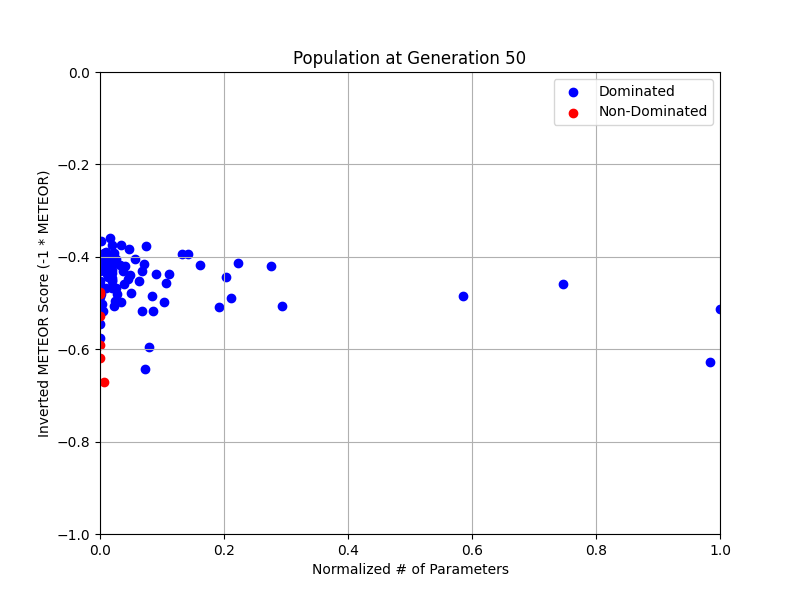 Population at Generation 50
Dominated
Non-Dominated
0.0
−0.2
−0.4
−0.6
−0.8
−1.0
Inverted METEOR Score (-1 * METEOR)
0.0 0.2 0.4 0.6 0.8 1.0
Normalized # of Parameters